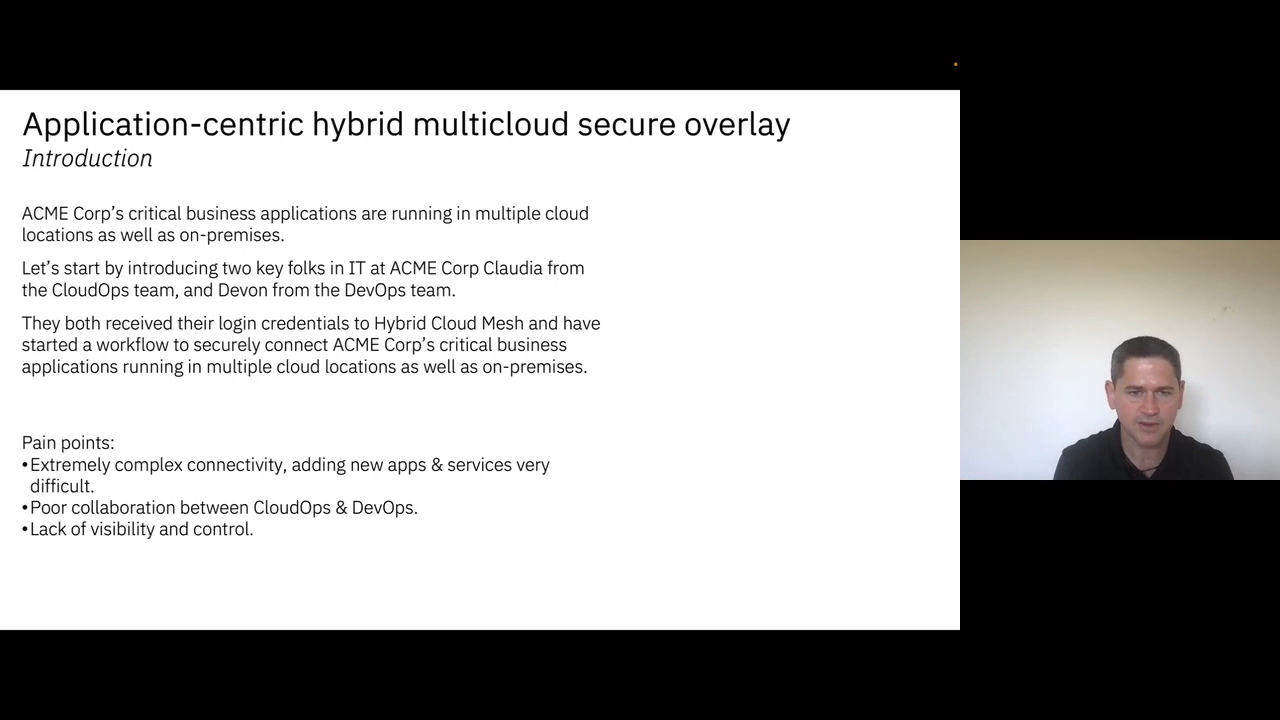 Application-centric hybrid multicloud secure overlay
Introduction
ACME Corp’s critical business applications are running in multiple cloud
locations as well as on-premises.
Let’s start by introducing two key folks in IT at ACME Corp Claudia from
the CloudOps team, and Devon from the DevOps team.
They both received their login credentials to Hybrid Cloud Mesh and have
started a workflow to securely connect ACME Corp’s critical business
applications running in multiple cloud locations as well as on-premises.
Pain points:
•Extremely complex connectivity, adding new apps & services very
difficult.
•Poor collaboration between CloudOps & DevOps.
•Lack of visibility and control.